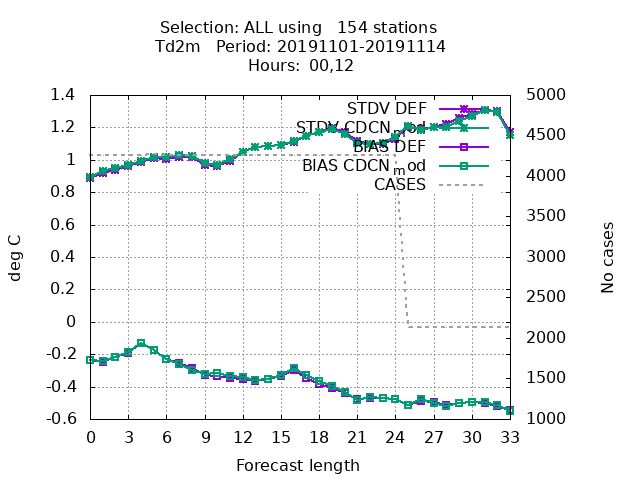 Selection: ALL using   154 stations
Td2m   Period: 20191101-20191114
Hours: 00,12
STDV DEF
STDV CDCN_mod
BIAS DEF
BIAS CDCN_mod
CASES
1.4
1.2
1
0.8
0.6
0.4
0.2
0
-0.2
-0.4
-0.6
deg C
5000
4500
4000
3500
3000
2500
2000
1500
1000
No cases
0 3 6 9 12 15 18 21 24 27 30 33
Forecast length